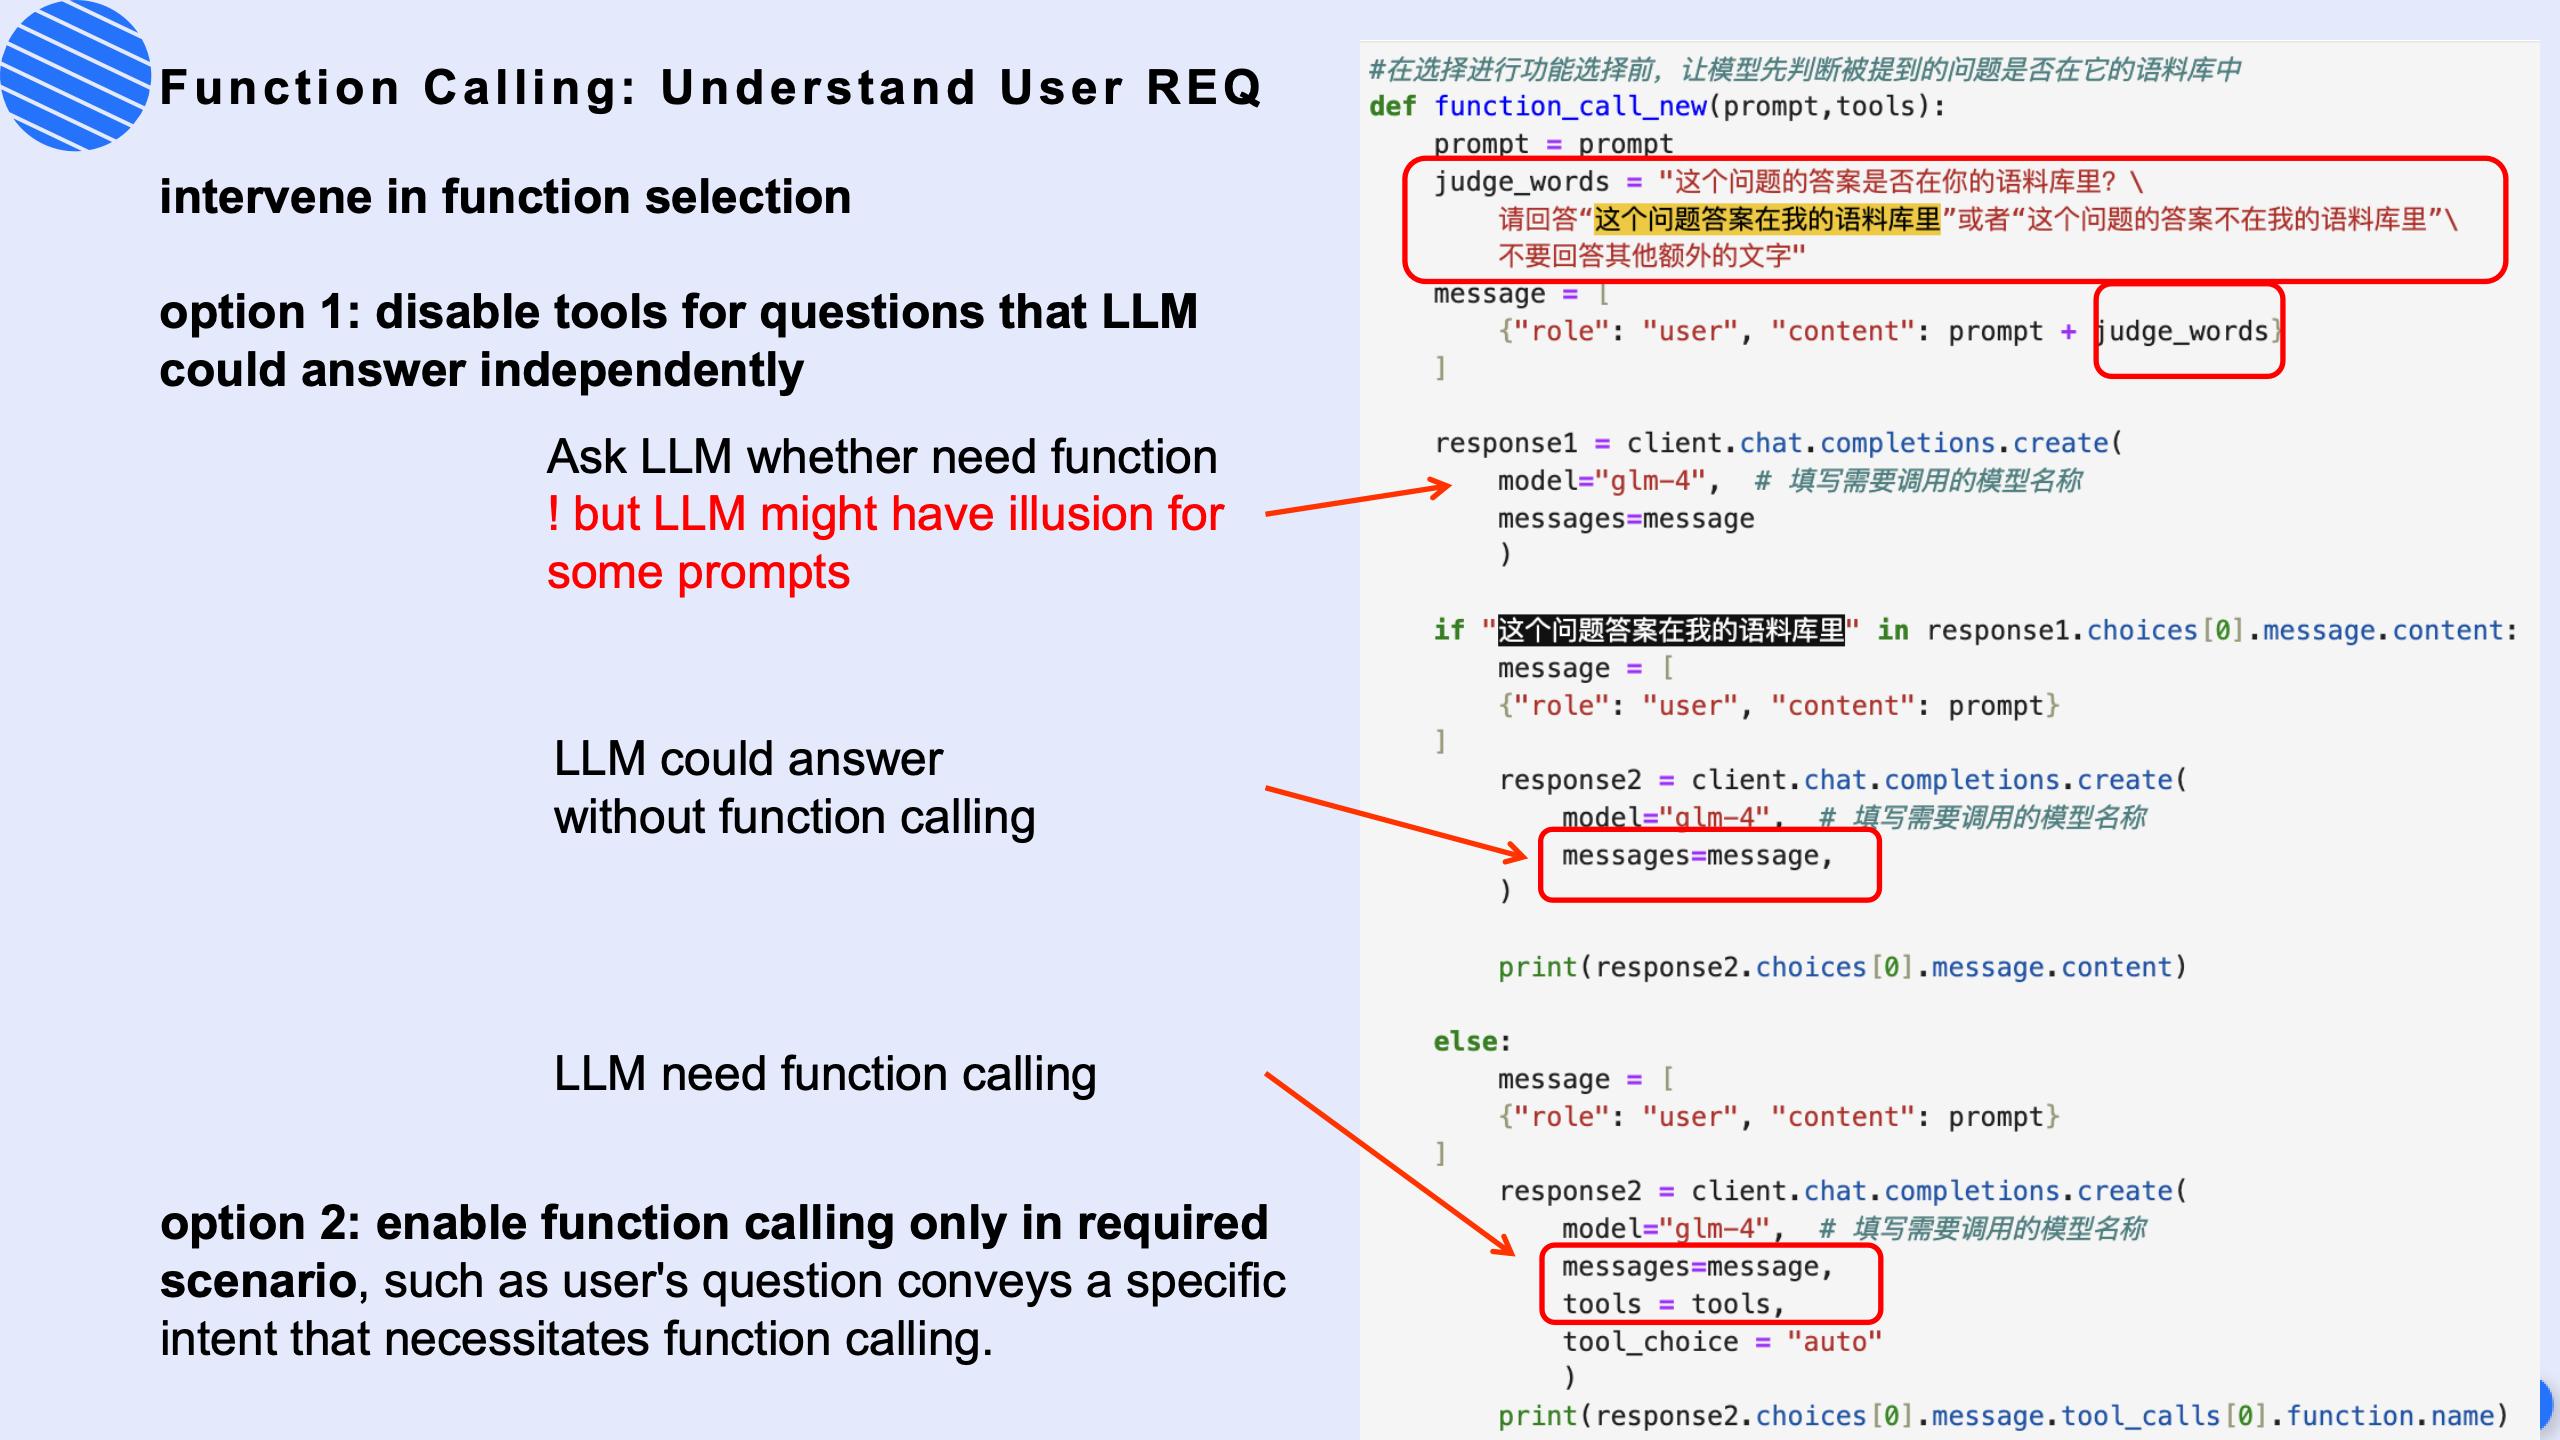 Function Calling: Understand User REQ
intervene in function selection
option 1: disable tools for questions that LLM
could answer independently
Ask LLM whether need function
! but LLM might have illusion for
some prompts
LLM could answer
without function calling
LLM need function calling
option 2: enable function calling only in required
scenario, such as user's question conveys a specific
intent that necessitates function calling.
#在选择进行功能选择前，让模型先判断被提到的问题是否在它的语料库中
def function_call_new(prompt,tools):
    prompt = prompt
    judge_words = "这个问题的答案是否在你的语料库里？\
        请回答“这个问题答案在我的语料库里”或者“这个问题的答案不在我的语料库里”\
        不要回答其他额外的文字"
    message = [
        {"role": "user", "content": prompt + judge_words}
    ]
    response1 = client.chat.completions.create(
        model="glm-4",  # 填写需要调用的模型名称
        messages=message
        )
    if "这个问题答案在我的语料库里" in response1.choices[0].message.content:
        message = [
        {"role": "user", "content": prompt}
    ]
        response2 = client.chat.completions.create(
            model="glm-4",  # 填写需要调用的模型名称
            messages=message,
        )
        print(response2.choices[0].message.content)
    else:
        message = [
        {"role": "user", "content": prompt}
    ]
        response2 = client.chat.completions.create(
            model="glm-4",  # 填写需要调用的模型名称
            messages=message,
            tools = tools,
            tool_choice = "auto"
            )
        print(response2.choices[0].message.tool_calls[0].function.name)